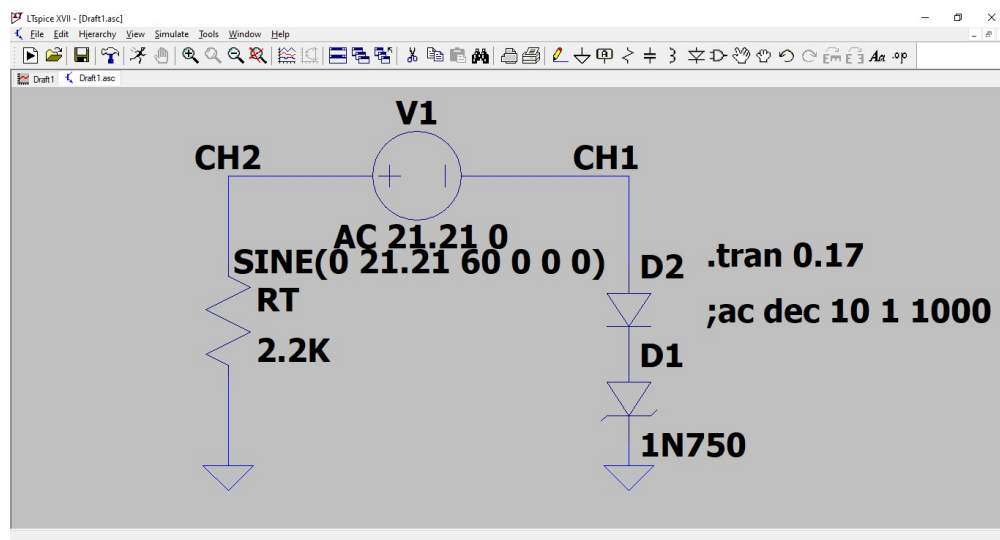 LTspice XVII - [Draft1.asc]
File Edit Hierarchy View Simulate Tools Window Help
Aa .op
Draft1 Draft1.asc
V1
CH2 CH1
AC 21.21 0
SINE(0 21.21 60 0 0 0)
D2 .tran 0.17
RT ;ac dec 10 1 1000
2.2K D1
1N750